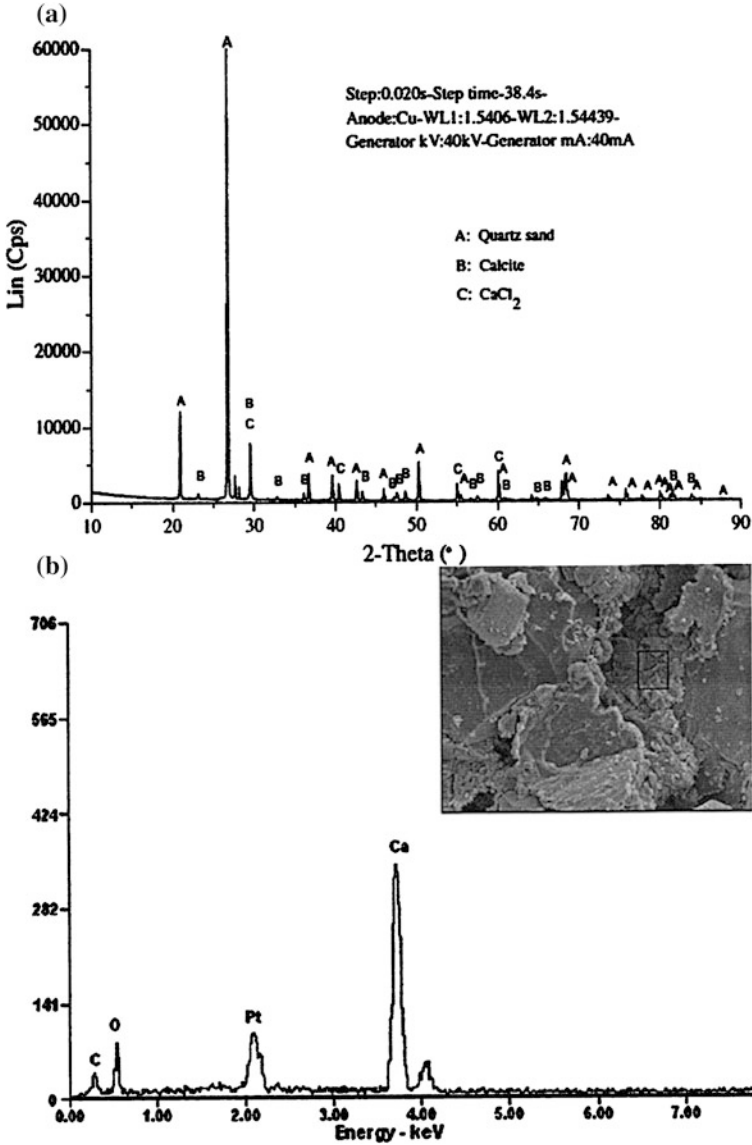 (a)
A
60000
50000
40000
30000
20000
10000
0
Lin (Cps)
Step:0.020s-Step time-38.4s-
Anode:Cu-WL1:1.5406-WL2:1.54439-
Generator kV:40kV-Generator mA:40mA
A: Quartz sand
B: Calcite
C: CaCl2
A
B
B
C
B
B
A
A
C
A
B
A
B
B
B
A
C
A
B
B
C
A
B
B
B
A
A
A
A
A
A
A
B
A
B
A
A
10 20 30 40 50 60 70 80 90
2-Theta (°)
(b)
706
565
424
282
141
0
C
O
Pt
Ca
0.00 1.00 2.00 3.00 4.00 5.00 6.00 7.00
Energy - keV